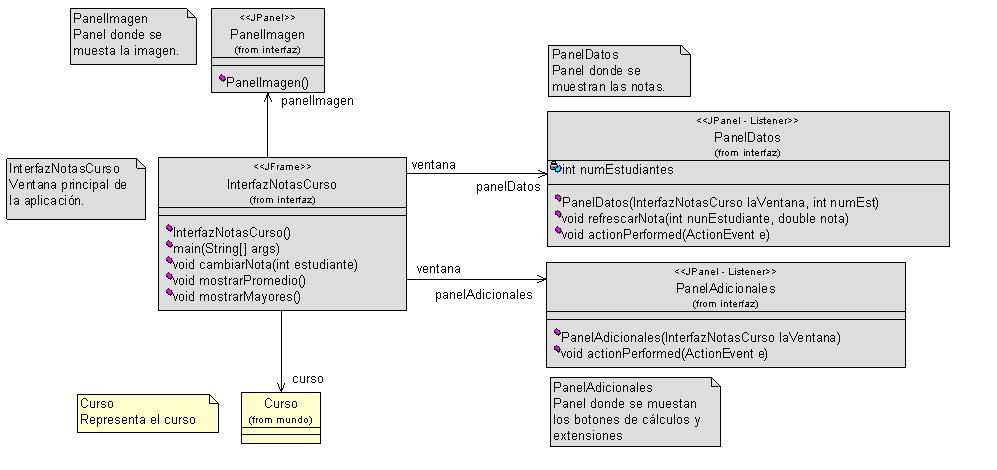 PanelImagen
Panel donde se
muesta la imagen.
<<JPanel>>
PanelImagen
(from interfaz)
PanelImagen()
panelImagen
PanelDatos
Panel donde se
muestran las notas.
<<JPanel - Listener>>
PanelDatos
(from interfaz)
int numEstudiantes
PanelDatos(InterfazNotasCurso laVentana, int numEst)
void refrescarNota(int nunEstudiante, double nota)
void actionPerformed(ActionEvent e)
InterfazNotasCurso
Ventana principal de
la aplicación.
<<JFrame>>
InterfazNotasCurso
(from interfaz)
InterfazNotasCurso()
main(String[] args)
void cambiarNota(int estudiante)
void mostrarPromedio()
void mostrarMayores()
ventana
panelDatos
ventana
panelAdicionales
<<JPanel - Listener>>
PanelAdicionales
(from interfaz)
PanelAdicionales(InterfazNotasCurso laVentana)
void actionPerformed(ActionEvent e)
curso
Curso
Representa el curso
Curso
(from mundo)
PanelAdicionales
Panel donde se muestan
los botones de cálculos y
extensiones